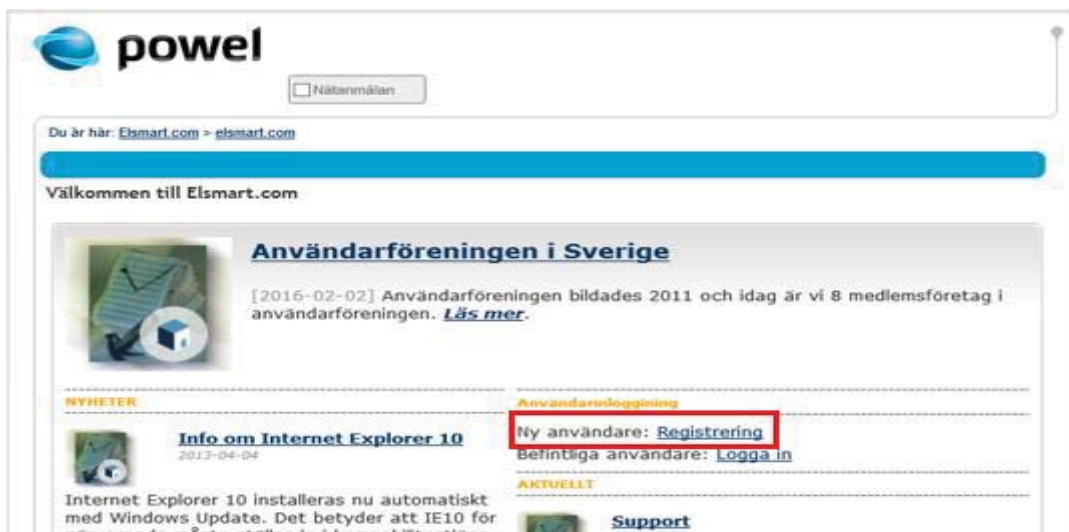 powel
Nätanmälan
Du är här: Elsmart.com > elsmart.com
Välkommen till Elsmart.com
Användarföreningen i Sverige
[2016-02-02] Användarföreningen bildades 2011 och idag är vi 8 medlemsföretag i
användarföreningen. Läs mer.
NYHETER
Info om Internet Explorer 10
2013-04-04
Internet Explorer 10 installeras nu automatiskt
med Windows Update. Det betyder att IE10 för
Användarinloggining
Ny användare: Registrering
Befintliga användare: Logga in
AKTUELLT
Support